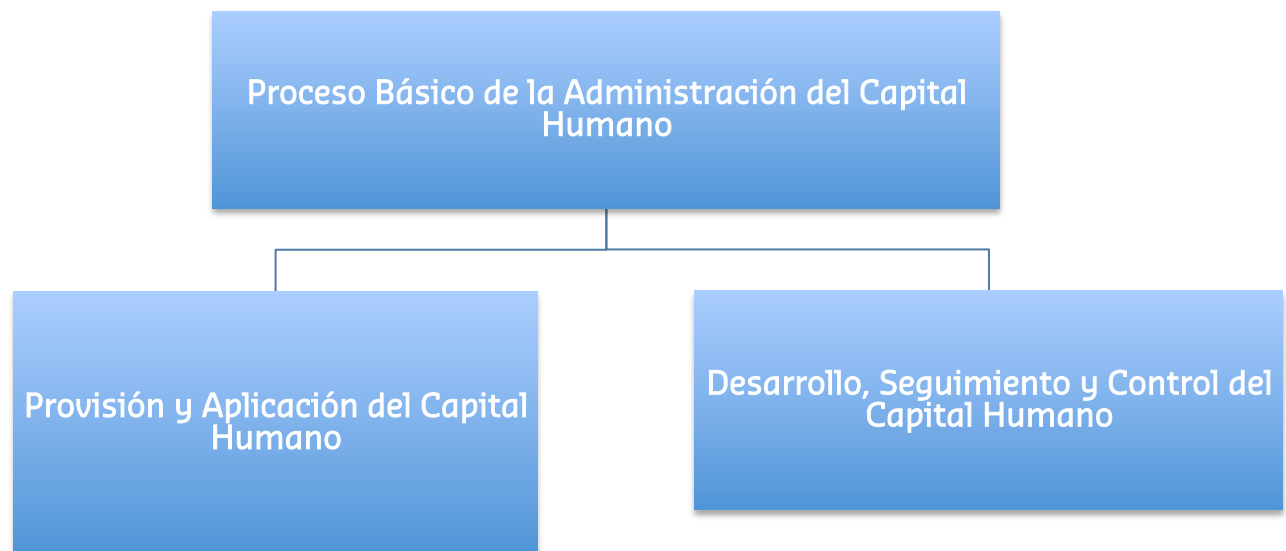 Proceso Básico de la Administración del Capital
Humano
Provisión y Aplicación del Capital
Humano
Desarrollo, Seguimiento y Control del
Capital Humano